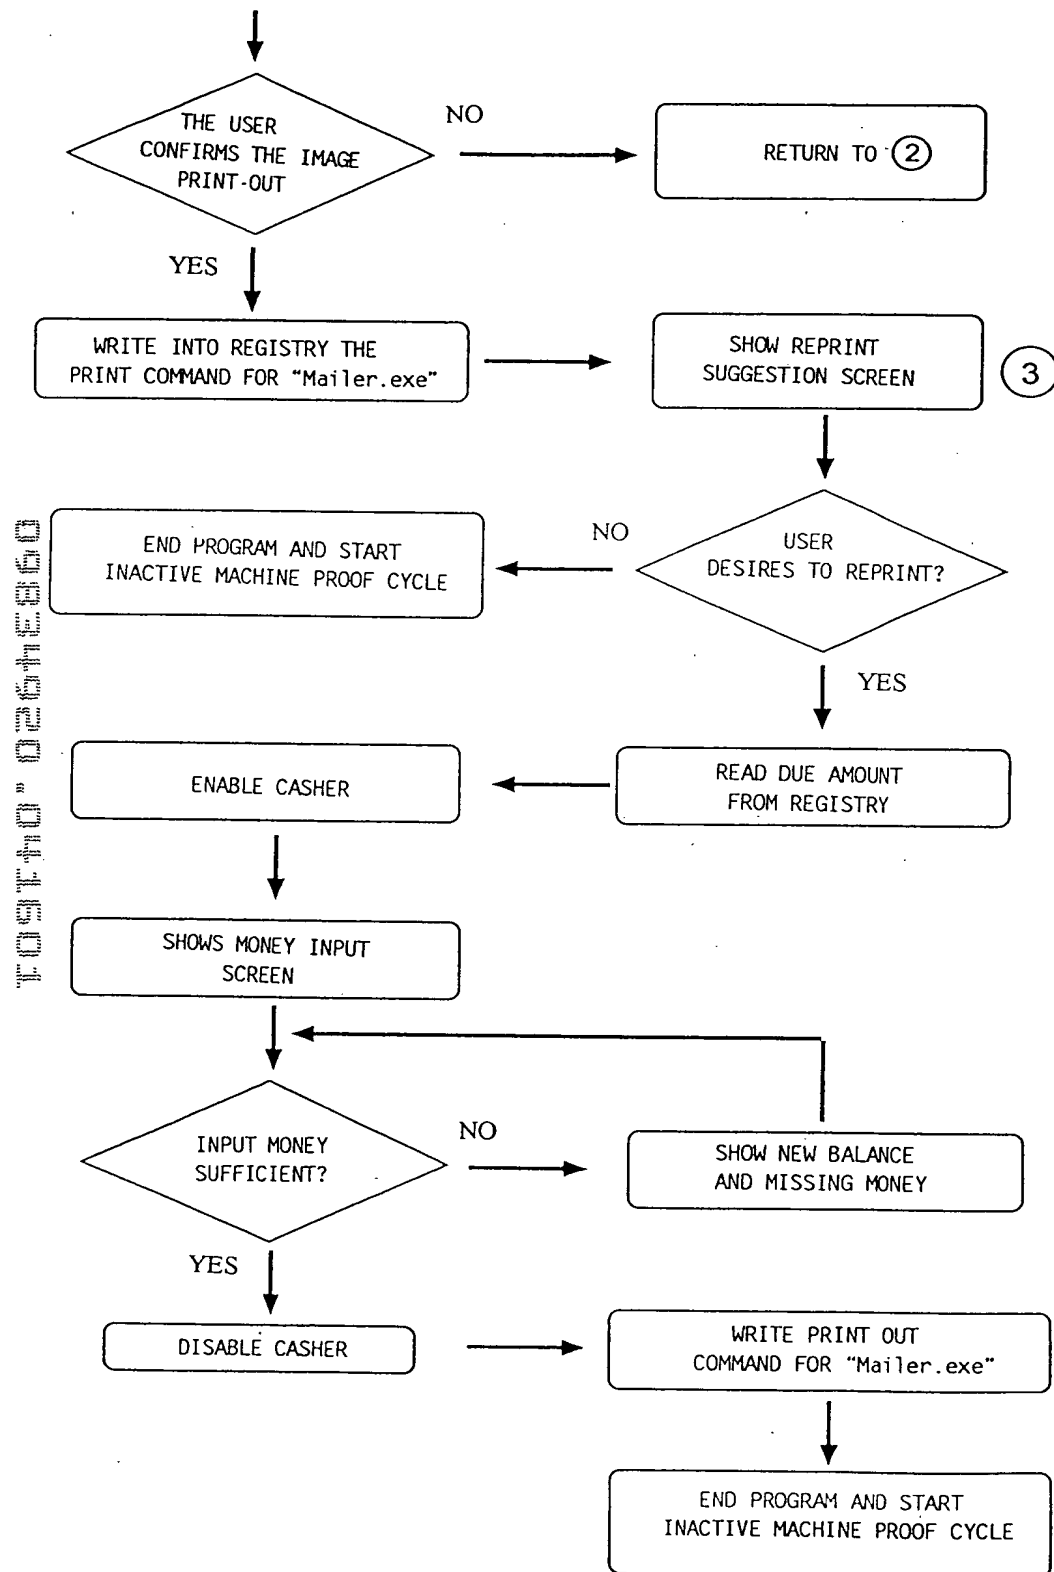 THE USER
CONFIRMS THE IMAGE
PRINT-OUT
NO
RETURN TO 2
YES
WRITE INTO REGISTRY THE
PRINT COMMAND FOR "Mailer.exe"
SHOW REPRINT
SUGGESTION SCREEN
3
USER
DESIRES TO REPRINT?
NO
END PROGRAM AND START
INACTIVE MACHINE PROOF CYCLE
YES
READ DUE AMOUNT
FROM REGISTRY
ENABLE CASHER
SHOWS MONEY INPUT
SCREEN
INPUT MONEY
SUFFICIENT?
NO
SHOW NEW BALANCE
AND MISSING MONEY
YES
DISABLE CASHER
WRITE PRINT OUT
COMMAND FOR "Mailer.exe"
END PROGRAM AND START
INACTIVE MACHINE PROOF CYCLE
09834920.041501